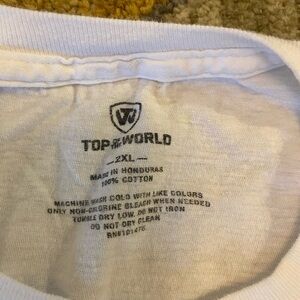 TOP OF THE WORLD
—2XL—
MADE IN HONDURAS
100% COTTON
MACHINE WASH COLD WITH LIKE COLORS
ONLY NON-CHLORINE BLEACH WHEN NEEDED
TUMBLE DRY LOW. DO NOT IRON
DO NOT DRY CLEAN